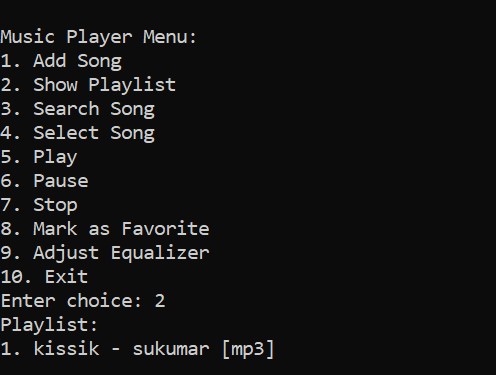 Music Player Menu:
1. Add Song
2. Show Playlist
3. Search Song
4. Select Song
5. Play
6. Pause
7. Stop
8. Mark as Favorite
9. Adjust Equalizer
10. Exit
Enter choice: 2
Playlist:
1. kissik - sukumar [mp3]